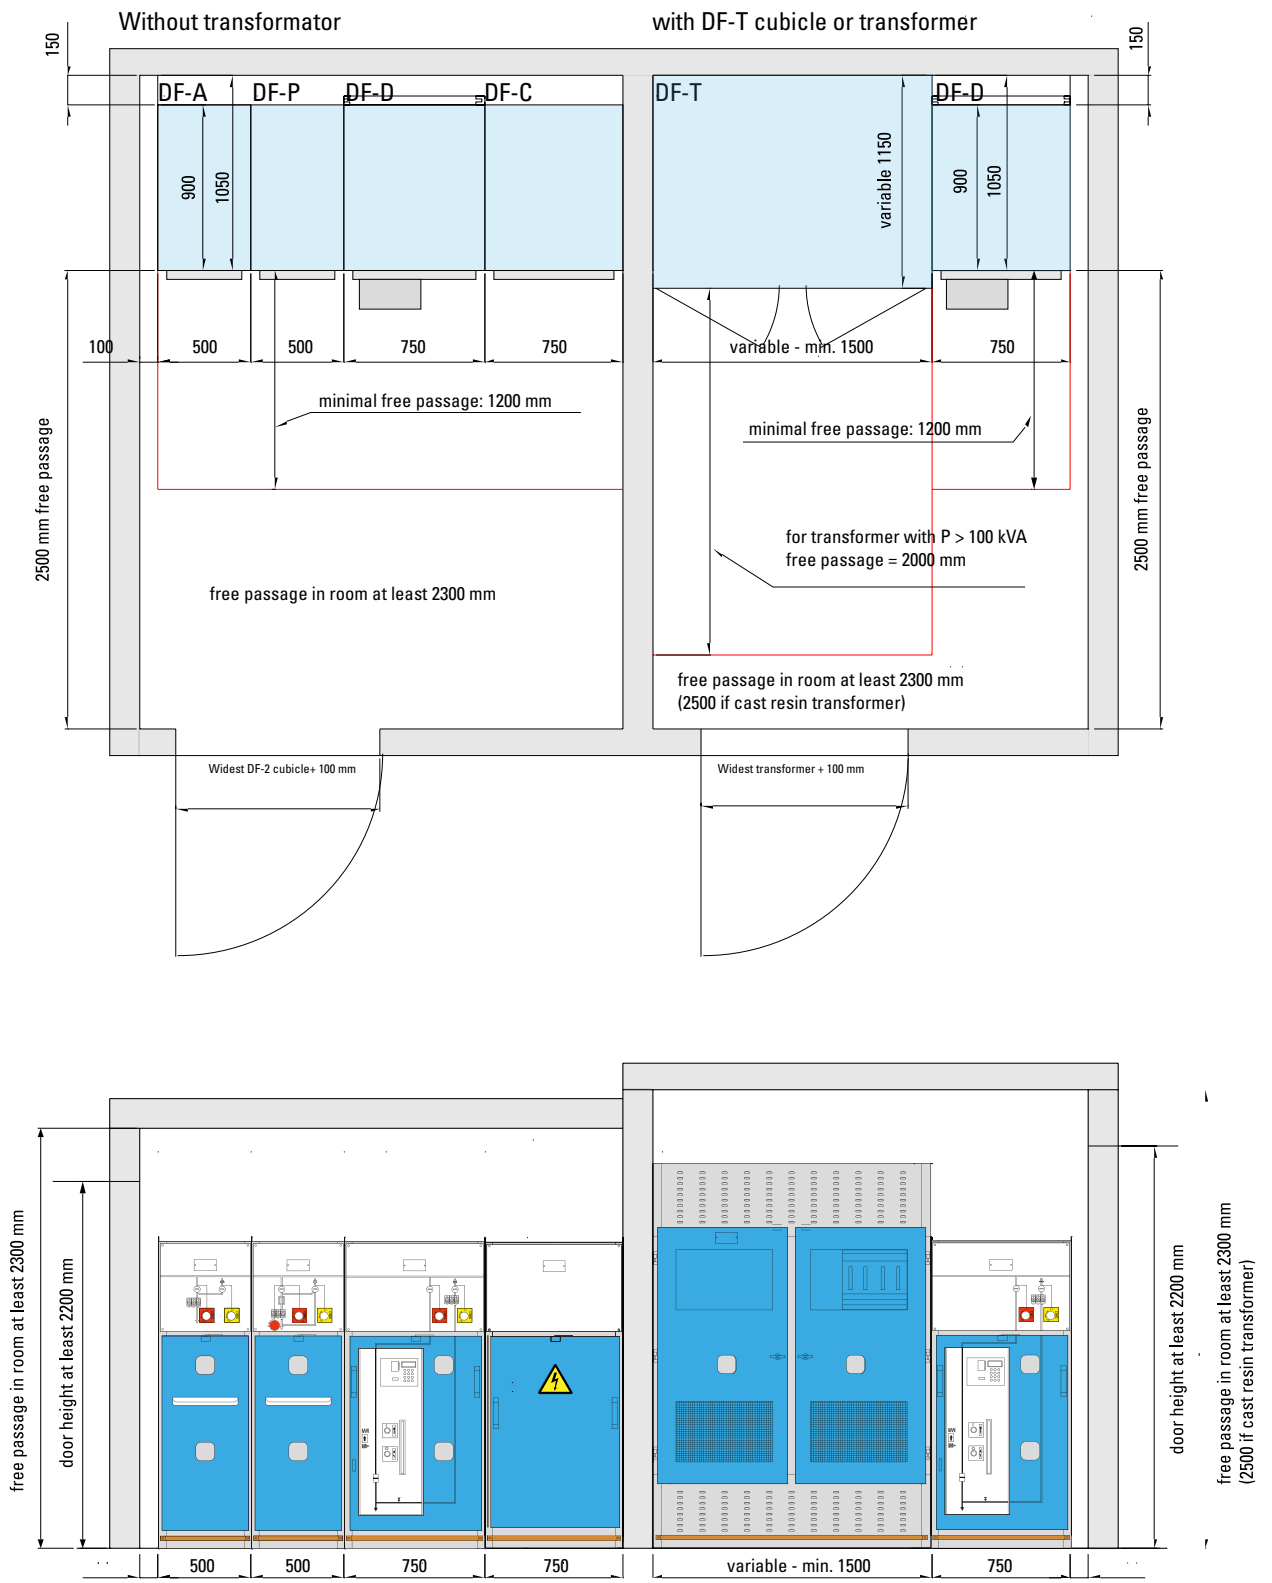 Without transformator
with DF-T cubicle or transformer
150
150
DF-A
DF-P
DF-D
DF-C
DF-T
DF-D
900
1050
variable 1150
900
1050
100
500
500
750
750
variable - min. 1500
750
minimal free passage: 1200 mm
minimal free passage: 1200 mm
2500 mm free passage
2500 mm free passage
for transformer with P > 100 kVA
free passage = 2000 mm
free passage in room at least 2300 mm
free passage in room at least 2300 mm
(2500 if cast resin transformer)
Widest DF-2 cubicle+ 100 mm
Widest transformer + 100 mm
free passage in room at least 2300 mm
door height at least 2200 mm
door height at least 2200 mm
free passage in room at least 2300 mm
(2500 if cast resin transformer)
500
500
750
750
variable - min. 1500
750